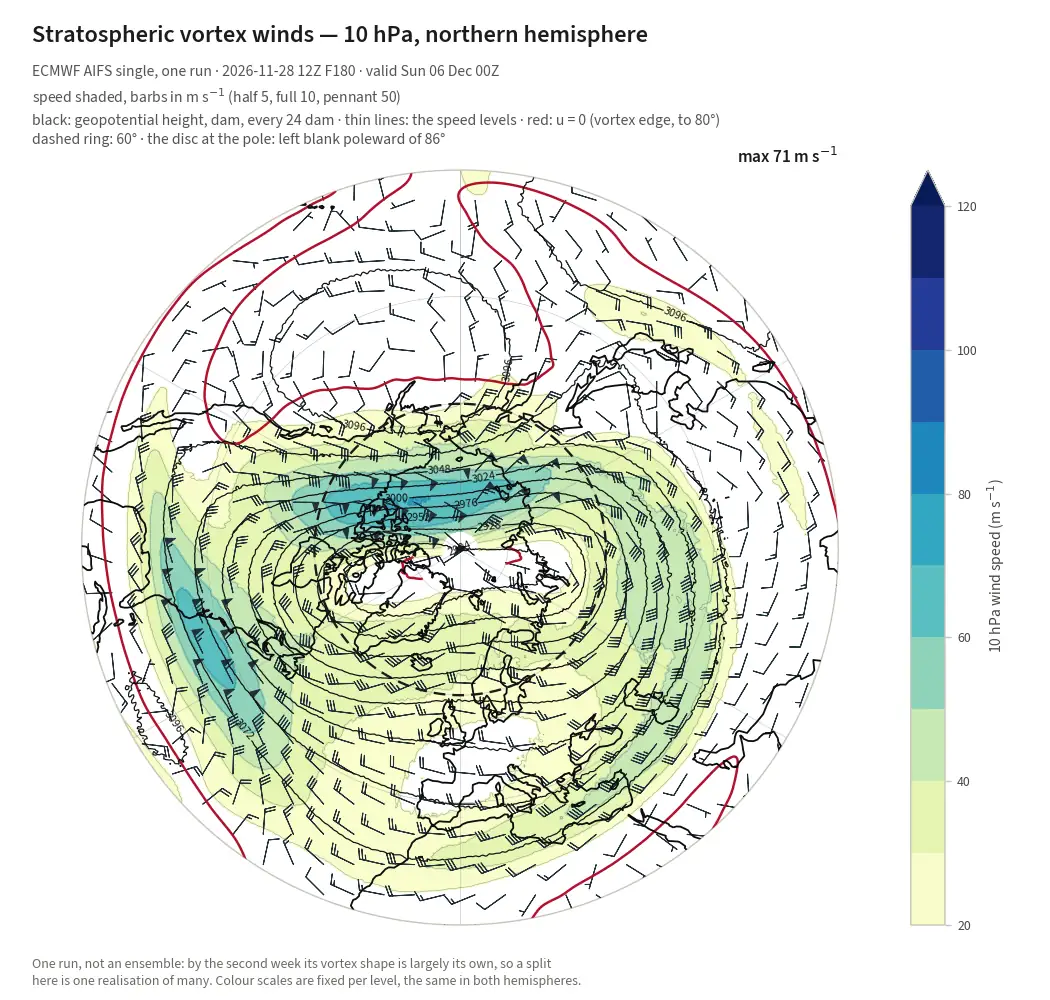 Stratospheric vortex winds — 10 hPa, northern hemisphere
ECMWF AIFS single, one run · 2026-11-28 12Z F180 · valid Sun 06 Dec 00Z
speed shaded, barbs in m s⁻¹ (half 5, full 10, pennant 50)
black: geopotential height, dam, every 24 dam · thin lines: the speed levels · red: u = 0 (vortex edge, to 80°)
dashed ring: 60° · the disc at the pole: left blank poleward of 86°
max 71 m s⁻¹
120
100
80
60
40
20
10 hPa wind speed (m s⁻¹)
3096
3096
3096
3048
3024
3000
2976
3072
3096
One run, not an ensemble: by the second week its vortex shape is largely its own, so a split
here is one realisation of many. Colour scales are fixed per level, the same in both hemispheres.